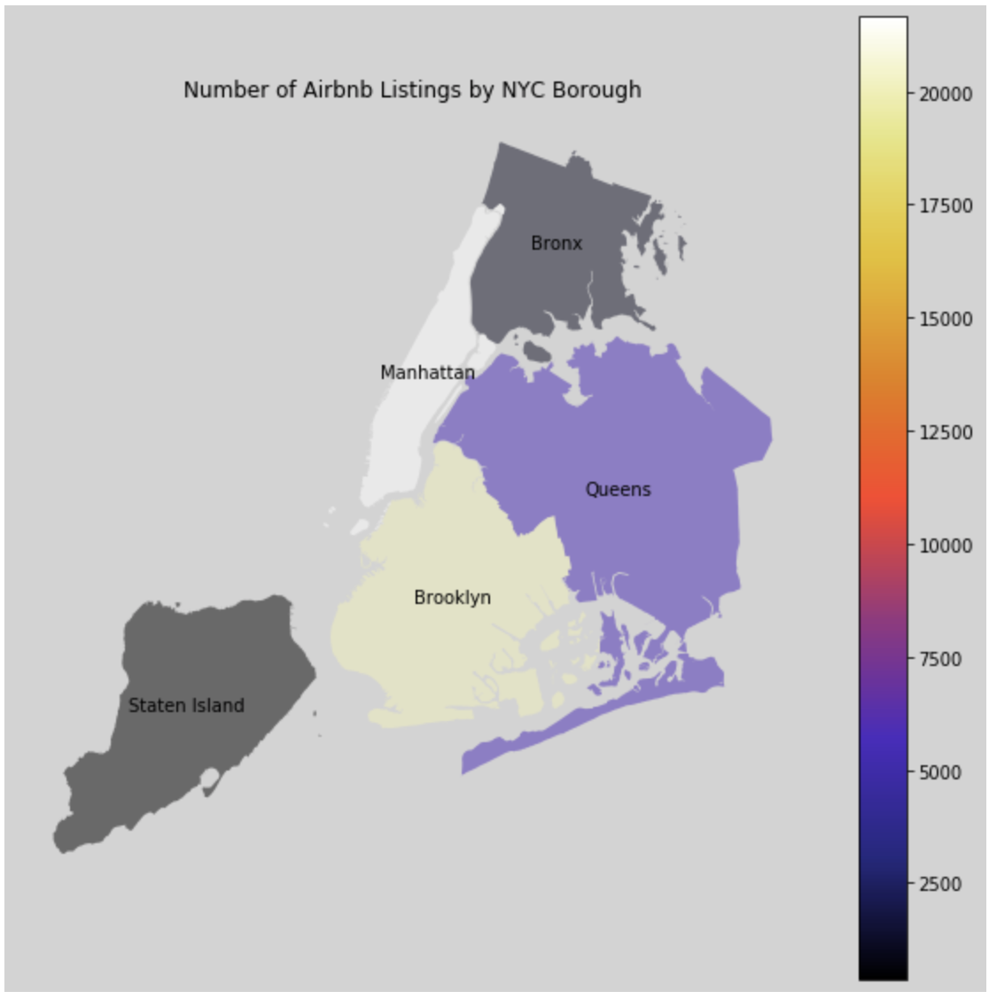 Number of Airbnb Listings by NYC Borough
Bronx
Manhattan
Queens
Brooklyn
Staten Island
20000
17500
15000
12500
10000
7500
5000
2500